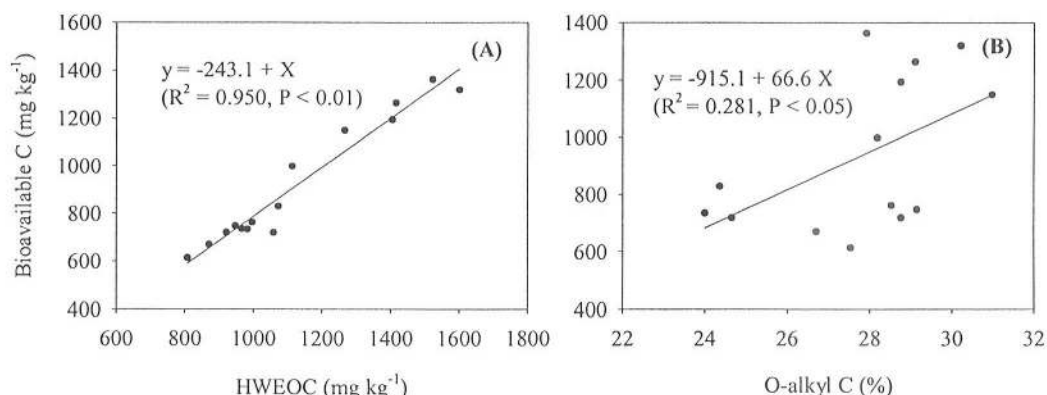 (A)
y = -243.1 + X
(R² = 0.950, P < 0.01)
Bioavailable C (mg kg⁻¹)
1400
1200
1000
800
600
400
600 800 1000 1200 1400 1600 1800
HWEOC (mg kg⁻¹)
(B)
y = -915.1 + 66.6 X
(R² = 0.281, P < 0.05)
1400
1200
1000
800
600
400
22 24 26 28 30 32
O-alkyl C (%)